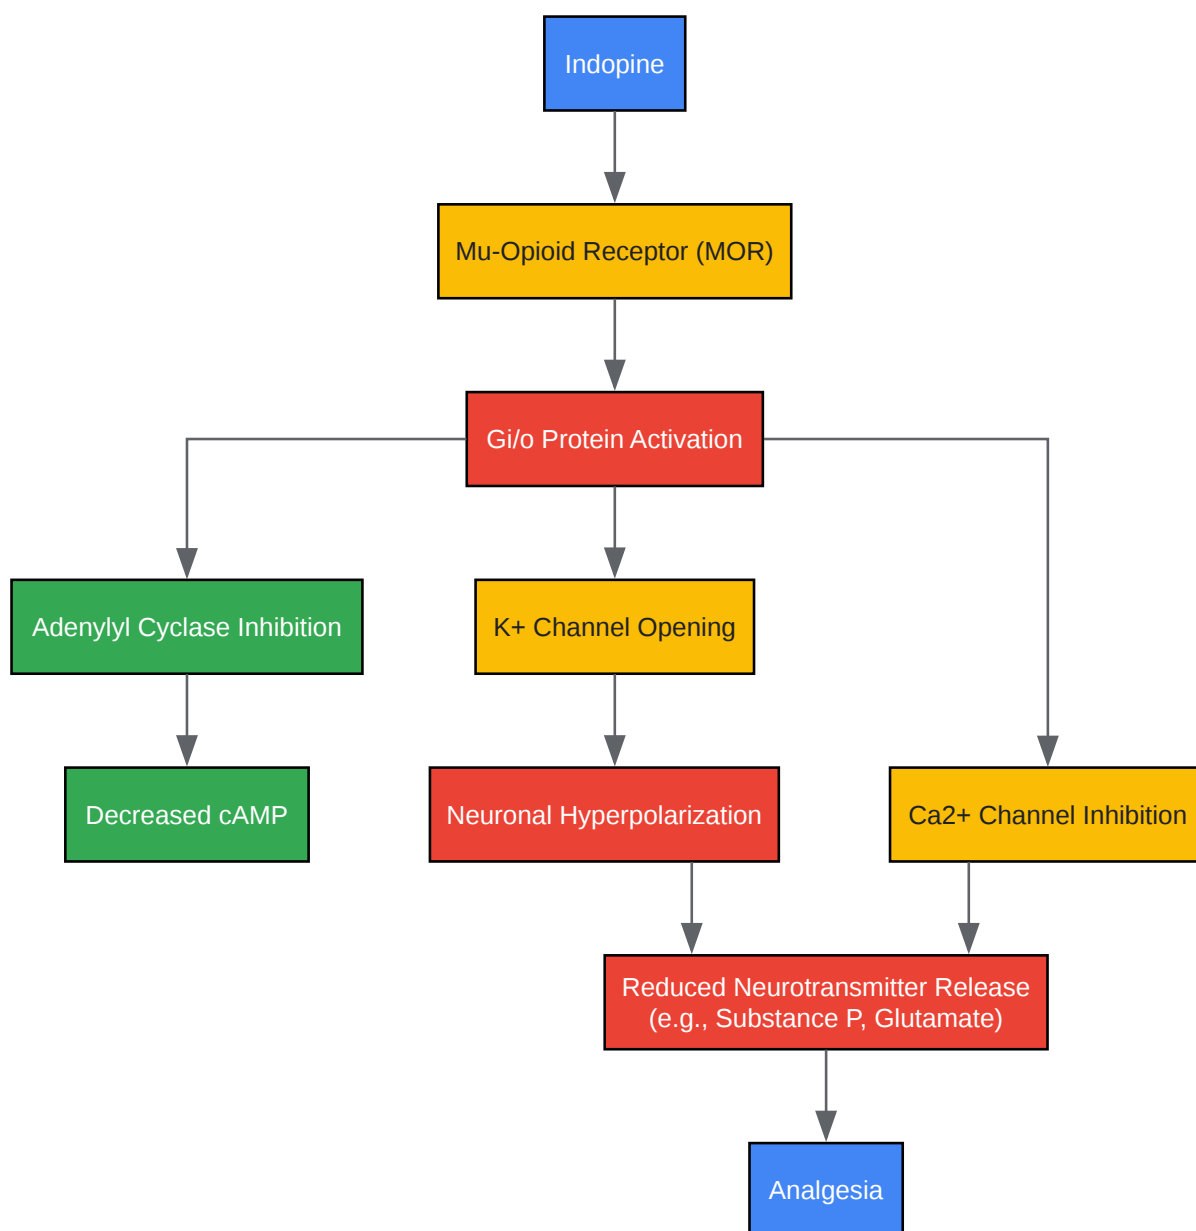 Indopine
Mu-Opioid Receptor (MOR)
Gi/o Protein Activation
Adenylyl Cyclase Inhibition
K+ Channel Opening
Decreased cAMP
Neuronal Hyperpolarization
Ca2+ Channel Inhibition
Reduced Neurotransmitter Release
(e.g., Substance P, Glutamate)
Analgesia